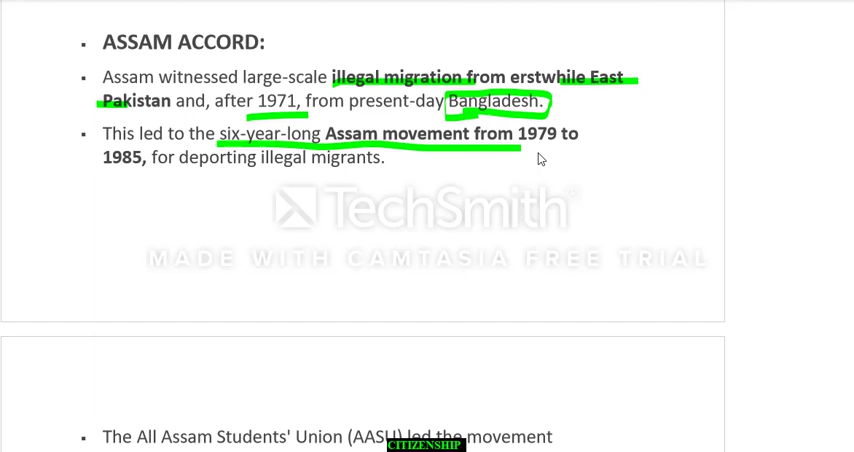 ASSAM ACCORD:
Assam witnessed large-scale illegal migration from erstwhile East
Pakistan and, after 1971, from present-day Bangladesh.
This led to the six-year-long Assam movement from 1979 to
1985, for deporting illegal migrants.
TechSmith
MADE WITH CAMTASIA FREE TRIAL
The All Assam Students' Union (AASU) led the movement
CITIZENSHIP